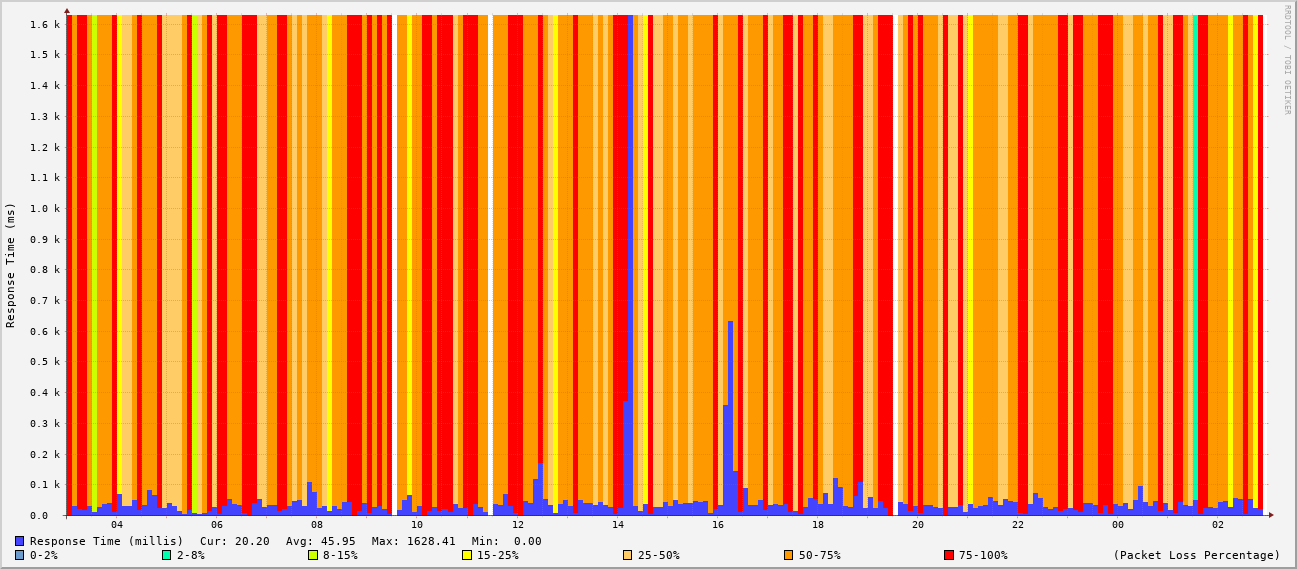 RRDTOOL / TOBI OETIKER
Response Time (ms)
1.6 k
1.5 k
1.4 k
1.3 k
1.2 k
1.1 k
1.0 k
0.9 k
0.8 k
0.7 k
0.6 k
0.5 k
0.4 k
0.3 k
0.2 k
0.1 k
0.0
04 06 08 10 12 14 16 18 20 22 00 02
Response Time (millis) Cur: 20.20 Avg: 45.95 Max: 1628.41 Min: 0.00
0-2% 2-8% 8-15% 15-25% 25-50% 50-75% 75-100% (Packet Loss Percentage)